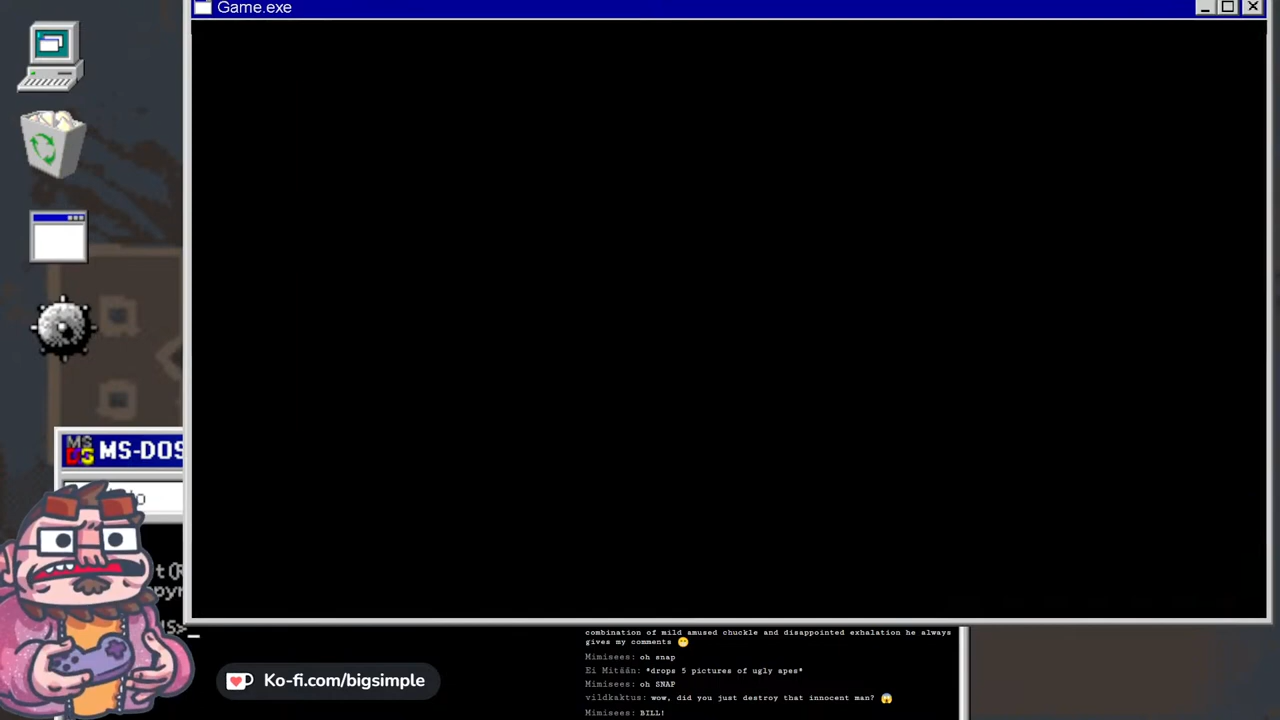 Game.exe
MS-DOS
to
t(R
opyr
S>
combination of mild amused chuckle and disappointed exhalation he always
gives my comments 😶
Mimisees: oh snap
Ei Mitään: *drops 5 pictures of ugly apes*
Mimisees: oh SNAP
vildkaktus: wow, did you just destroy that innocent man? 😱
Mimisees: BILL!
Ko-fi.com/bigsimple